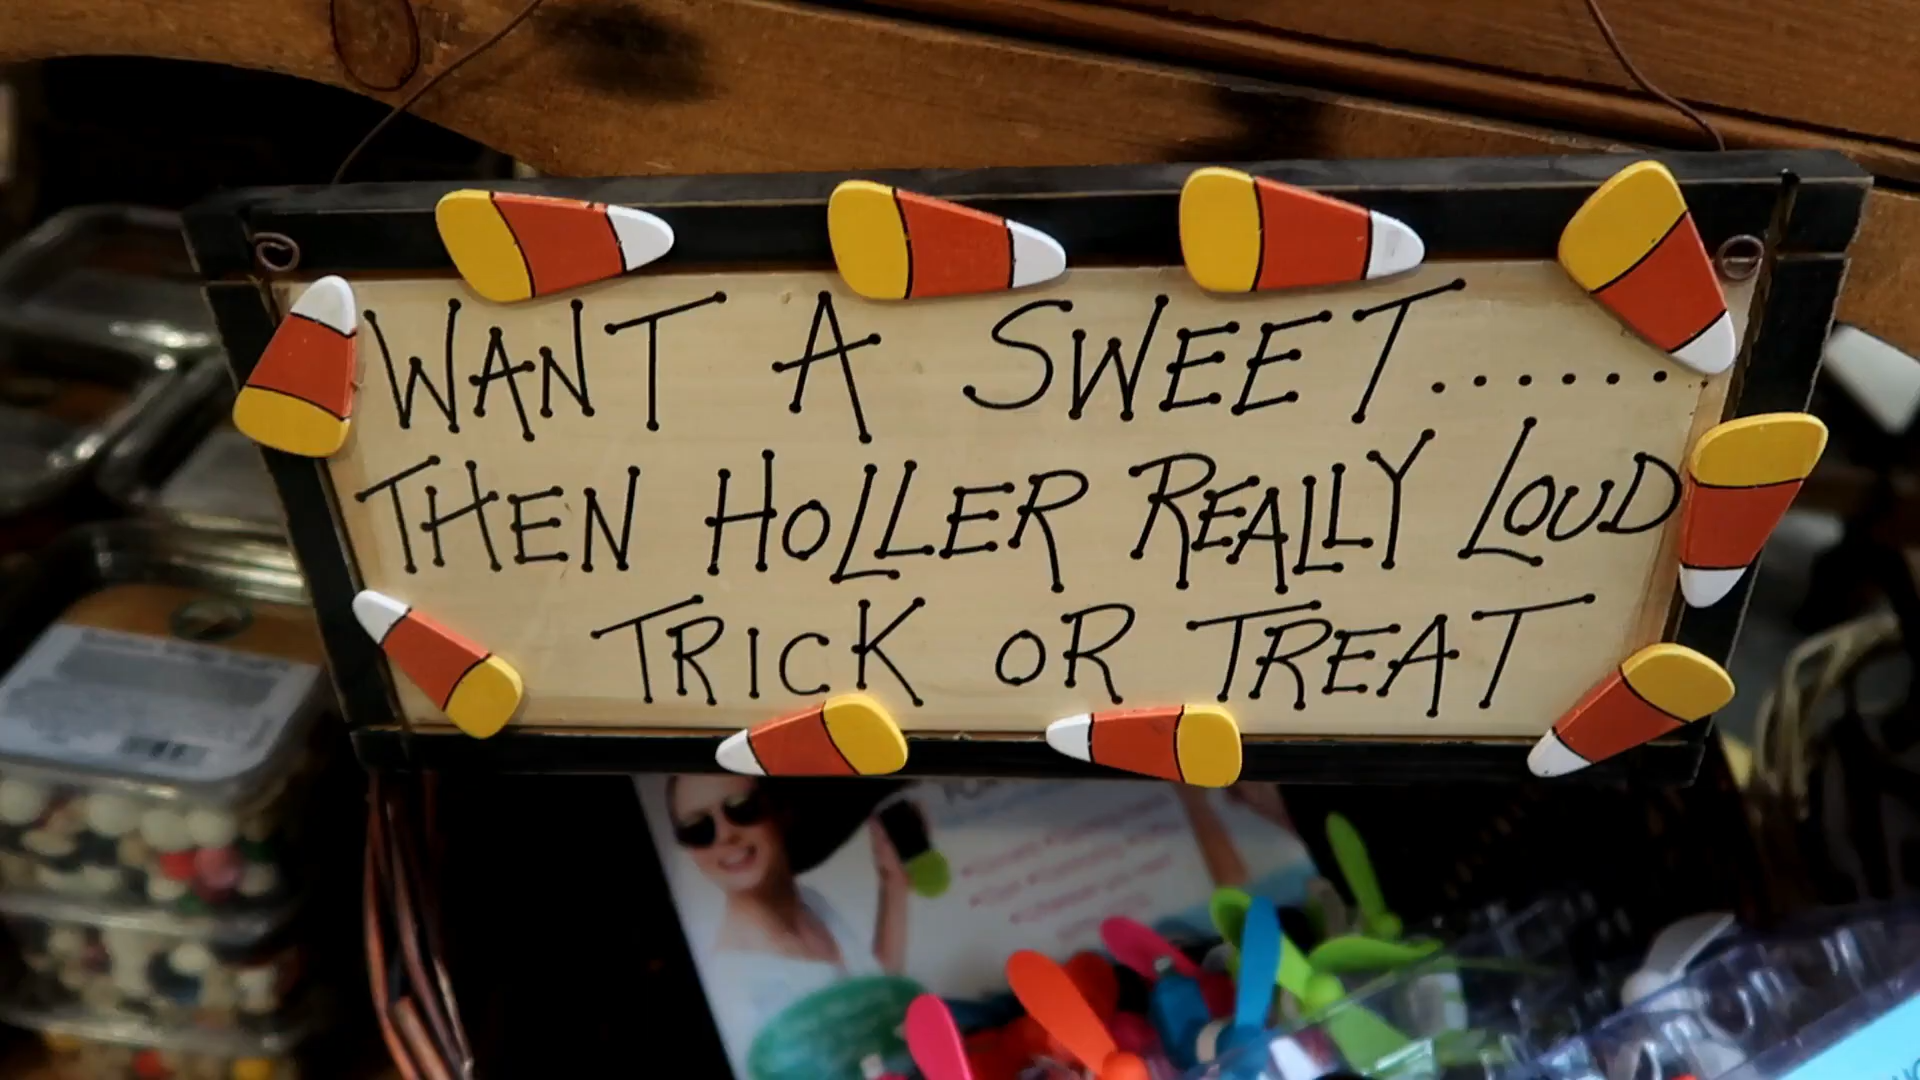 WANT A SWEET......
THEN HOLLER REALLY LOUD
TRICK OR TREAT